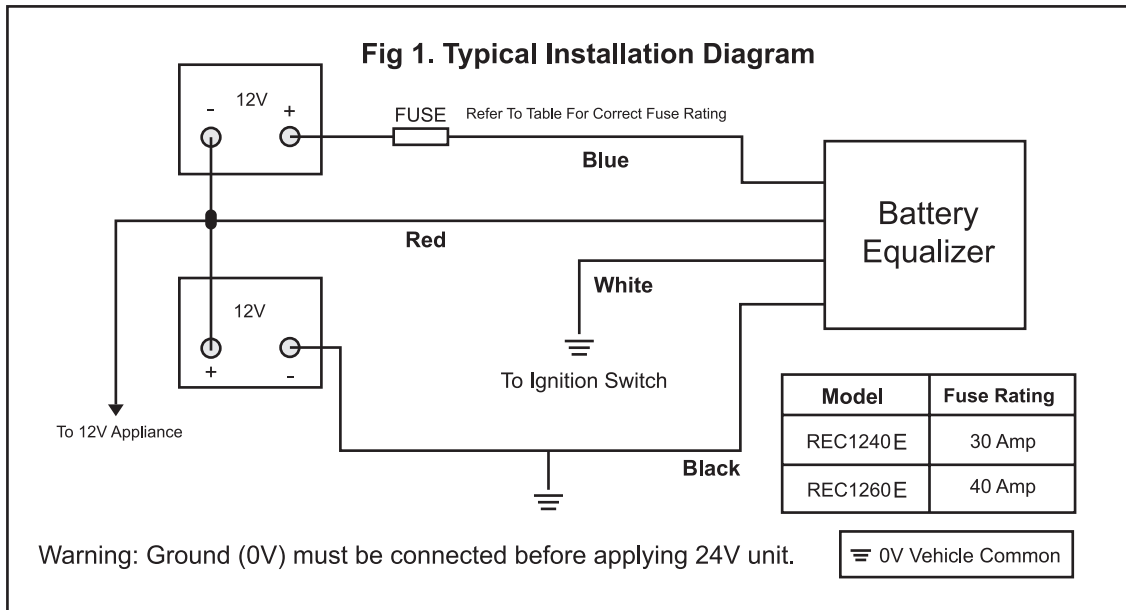 Fig 1. Typical Installation Diagram
- 12V +
FUSE Refer To Table For Correct Fuse Rating
Blue
Red
Battery
Equalizer
White
12V
+ -
To Ignition Switch
To 12V Appliance
Black
Model Fuse Rating
REC1240E 30 Amp
REC1260E 40 Amp
Warning: Ground (0V) must be connected before applying 24V unit.
0V Vehicle Common